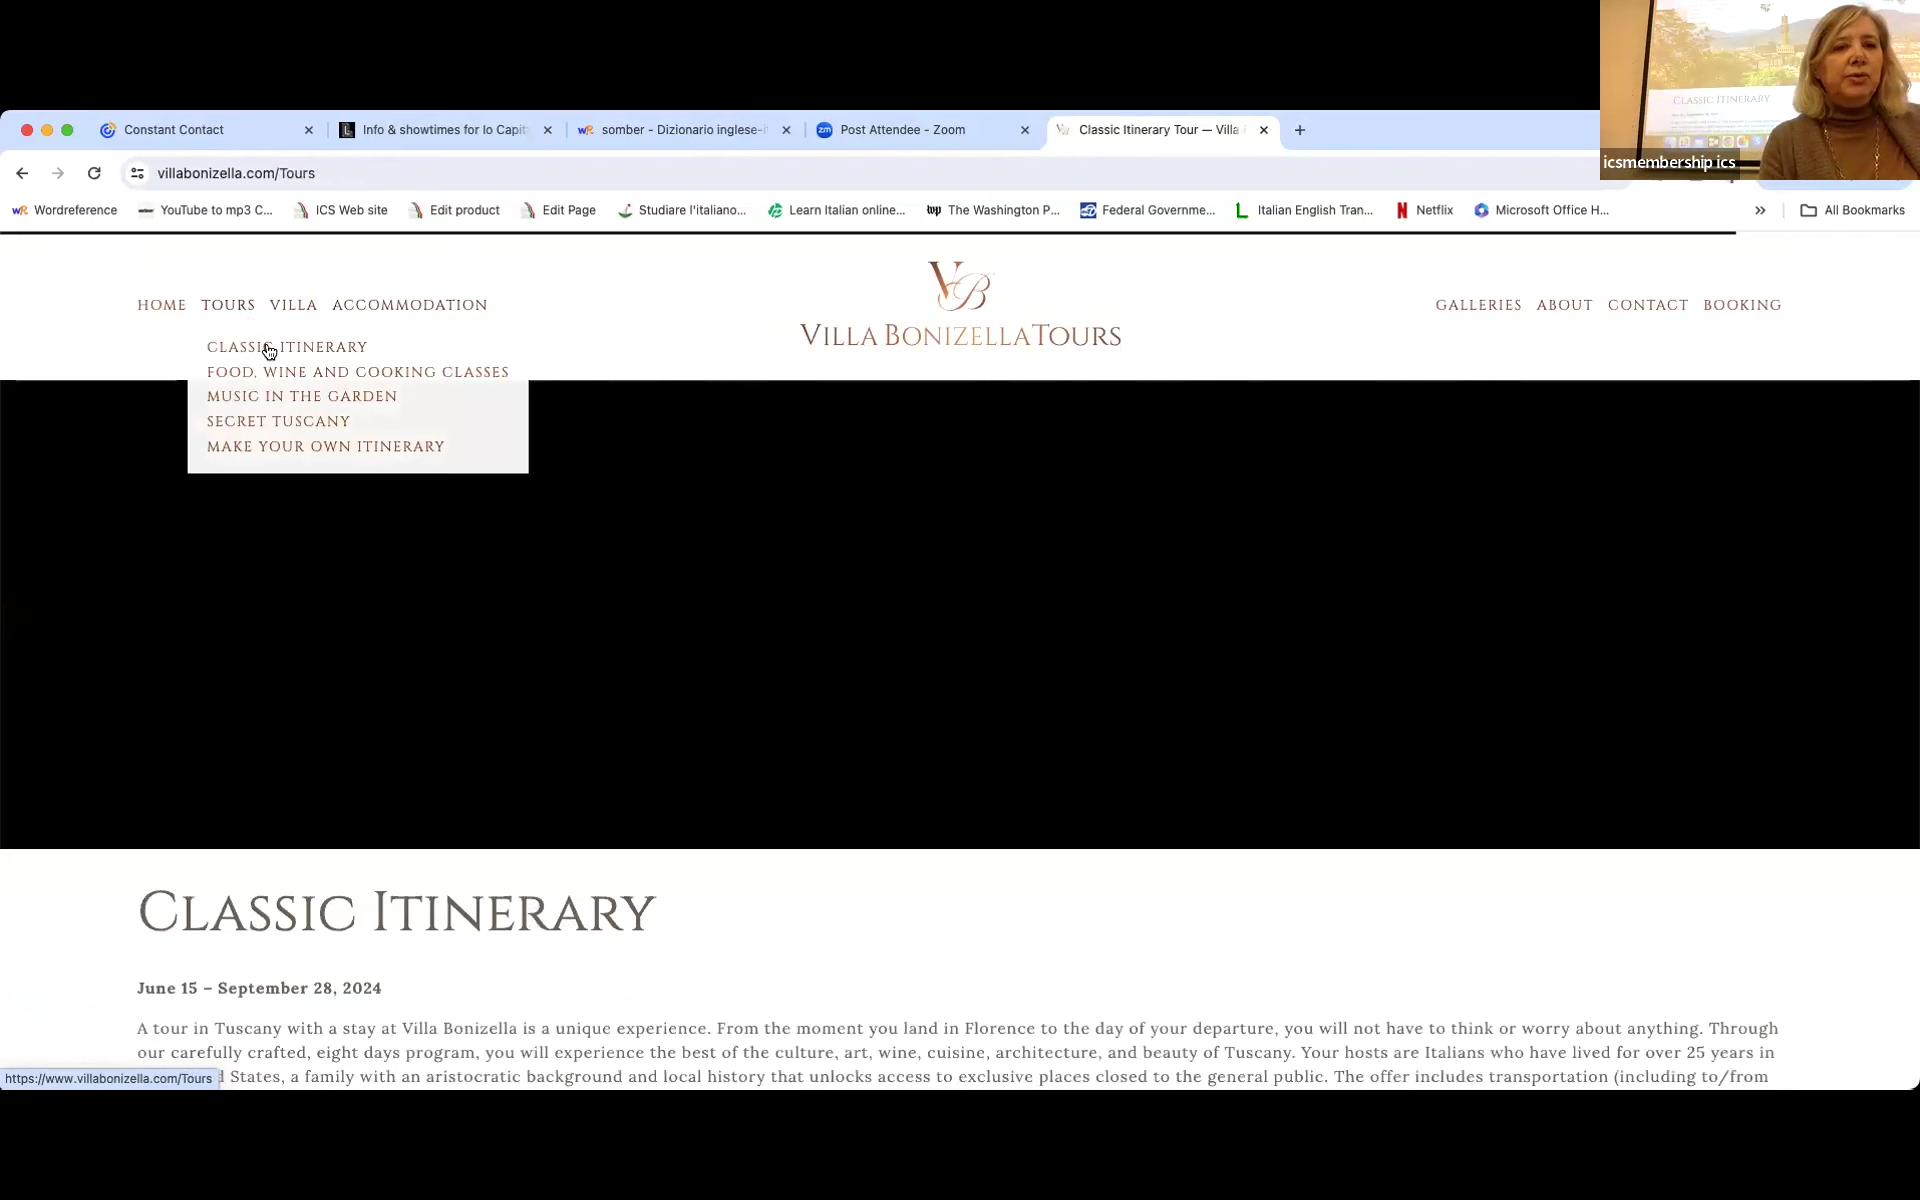 Constant Contact
Info & showtimes for Io Capit
somber - Dizionario inglese-i
Post Attendee - Zoom
Classic Itinerary Tour — Villa
villabonizella.com/Tours
Wordreference
YouTube to mp3 C...
ICS Web site
Edit product
Edit Page
Studiare l'italiano...
Learn Italian online...
The Washington P...
Federal Governme...
Italian English Tran...
Netflix
Microsoft Office H...
All Bookmarks
CLASSIC ITINERARY
icsmembership ics
HOME TOURS VILLA ACCOMMODATION
VB
VILLA BONIZELLA TOURS
GALLERIES ABOUT CONTACT BOOKING
CLASSIC ITINERARY
FOOD, WINE AND COOKING CLASSES
MUSIC IN THE GARDEN
SECRET TUSCANY
MAKE YOUR OWN ITINERARY
CLASSIC ITINERARY
June 15 – September 28, 2024
A tour in Tuscany with a stay at Villa Bonizella is a unique experience. From the moment you land in Florence to the day of your departure, you will not have to think or worry about anything. Through
our carefully crafted, eight days program, you will experience the best of the culture, art, wine, cuisine, architecture, and beauty of Tuscany. Your hosts are Italians who have lived for over 25 years in
States, a family with an aristocratic background and local history that unlocks access to exclusive places closed to the general public. The offer includes transportation (including to/from
https://www.villabonizella.com/Tours